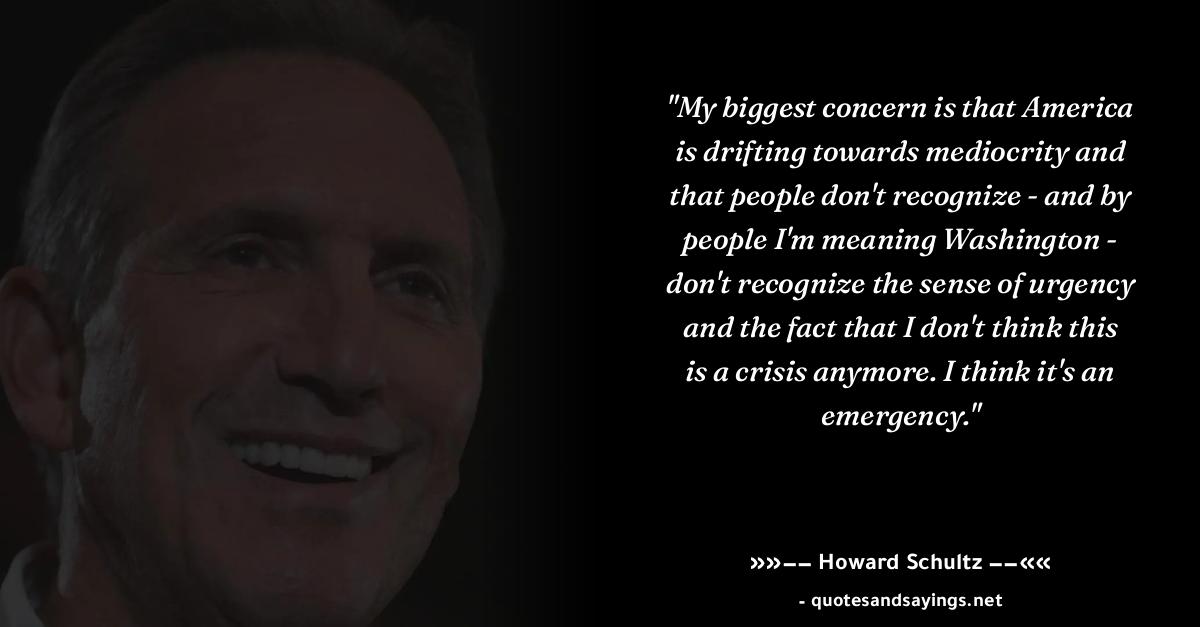 "My biggest concern is that America
is drifting towards mediocrity and
that people don't recognize - and by
people I'm meaning Washington -
don't recognize the sense of urgency
and the fact that I don't think this
is a crisis anymore. I think it's an
emergency."
»»–– Howard Schultz ––««
- quotesandsayings.net